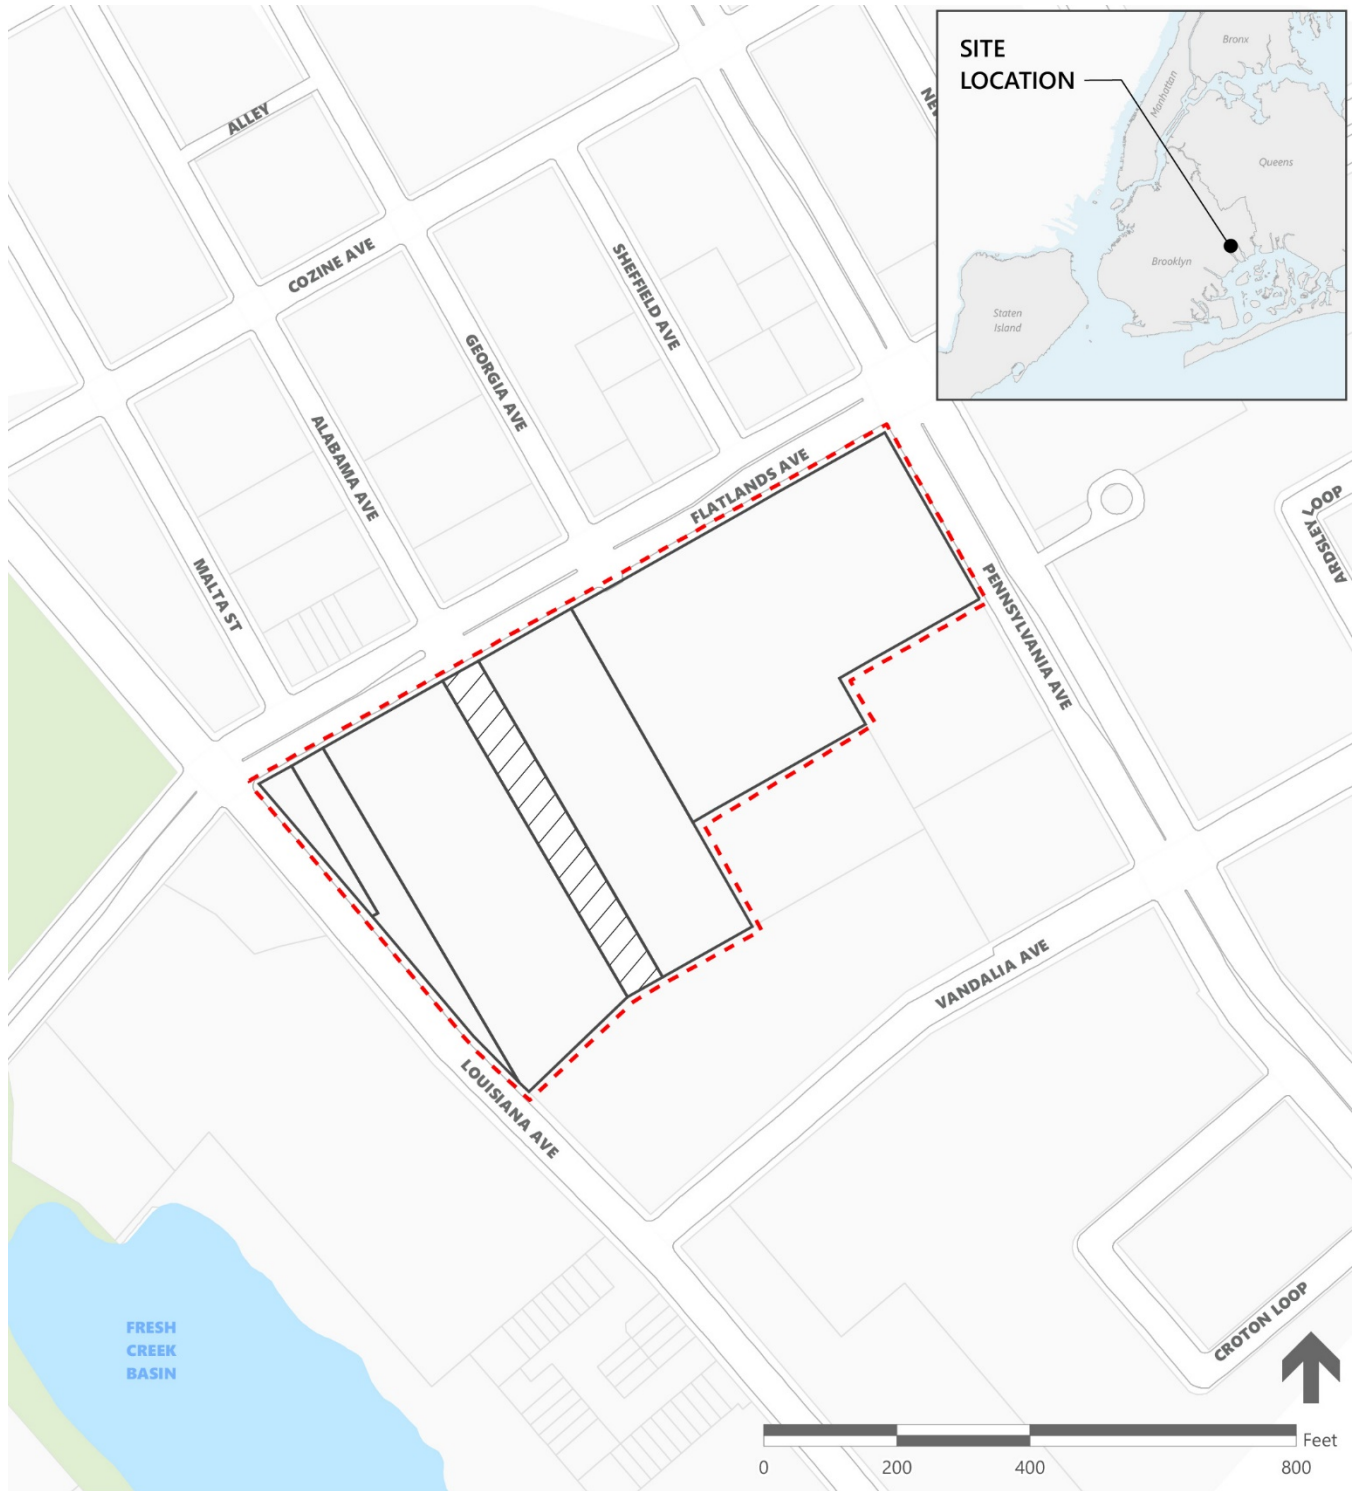 SITE
LOCATION
Bronx
Manhattan
Queens
Brooklyn
Staten
Island
ALLEY
COZINE AVE
SHEFFIELD AVE
GEORGIA AVE
ALABAMA AVE
MALTA ST
FLATLANDS AVE
PENNSYLVANIA AVE
ARDSLEY LOOP
VANDALIA AVE
LOUISIANA AVE
CROTON LOOP
FRESH
CREEK
BASIN
Feet
0 200 400 800